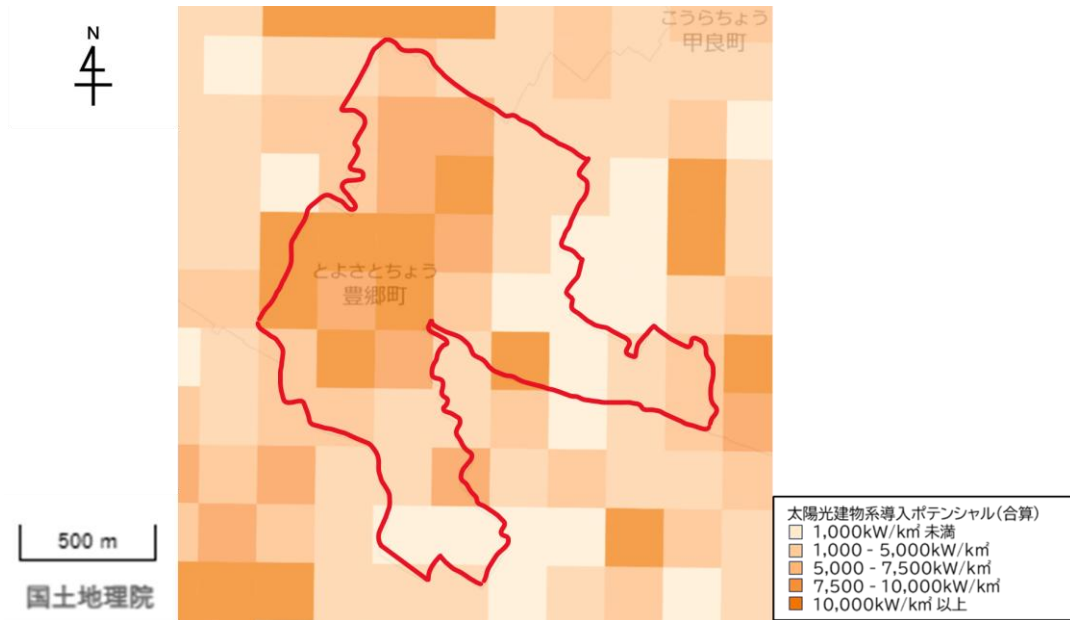 N
こうらちょう
甲良町
とよさとちょう
豊郷町
500 m
国土地理院
太陽光建物系導入ポテンシャル(合算)
1,000kW/k㎡ 未満
1,000 - 5,000kW/k㎡
5,000 - 7,500kW/k㎡
7,500 - 10,000kW/k㎡
10,000kW/k㎡ 以上